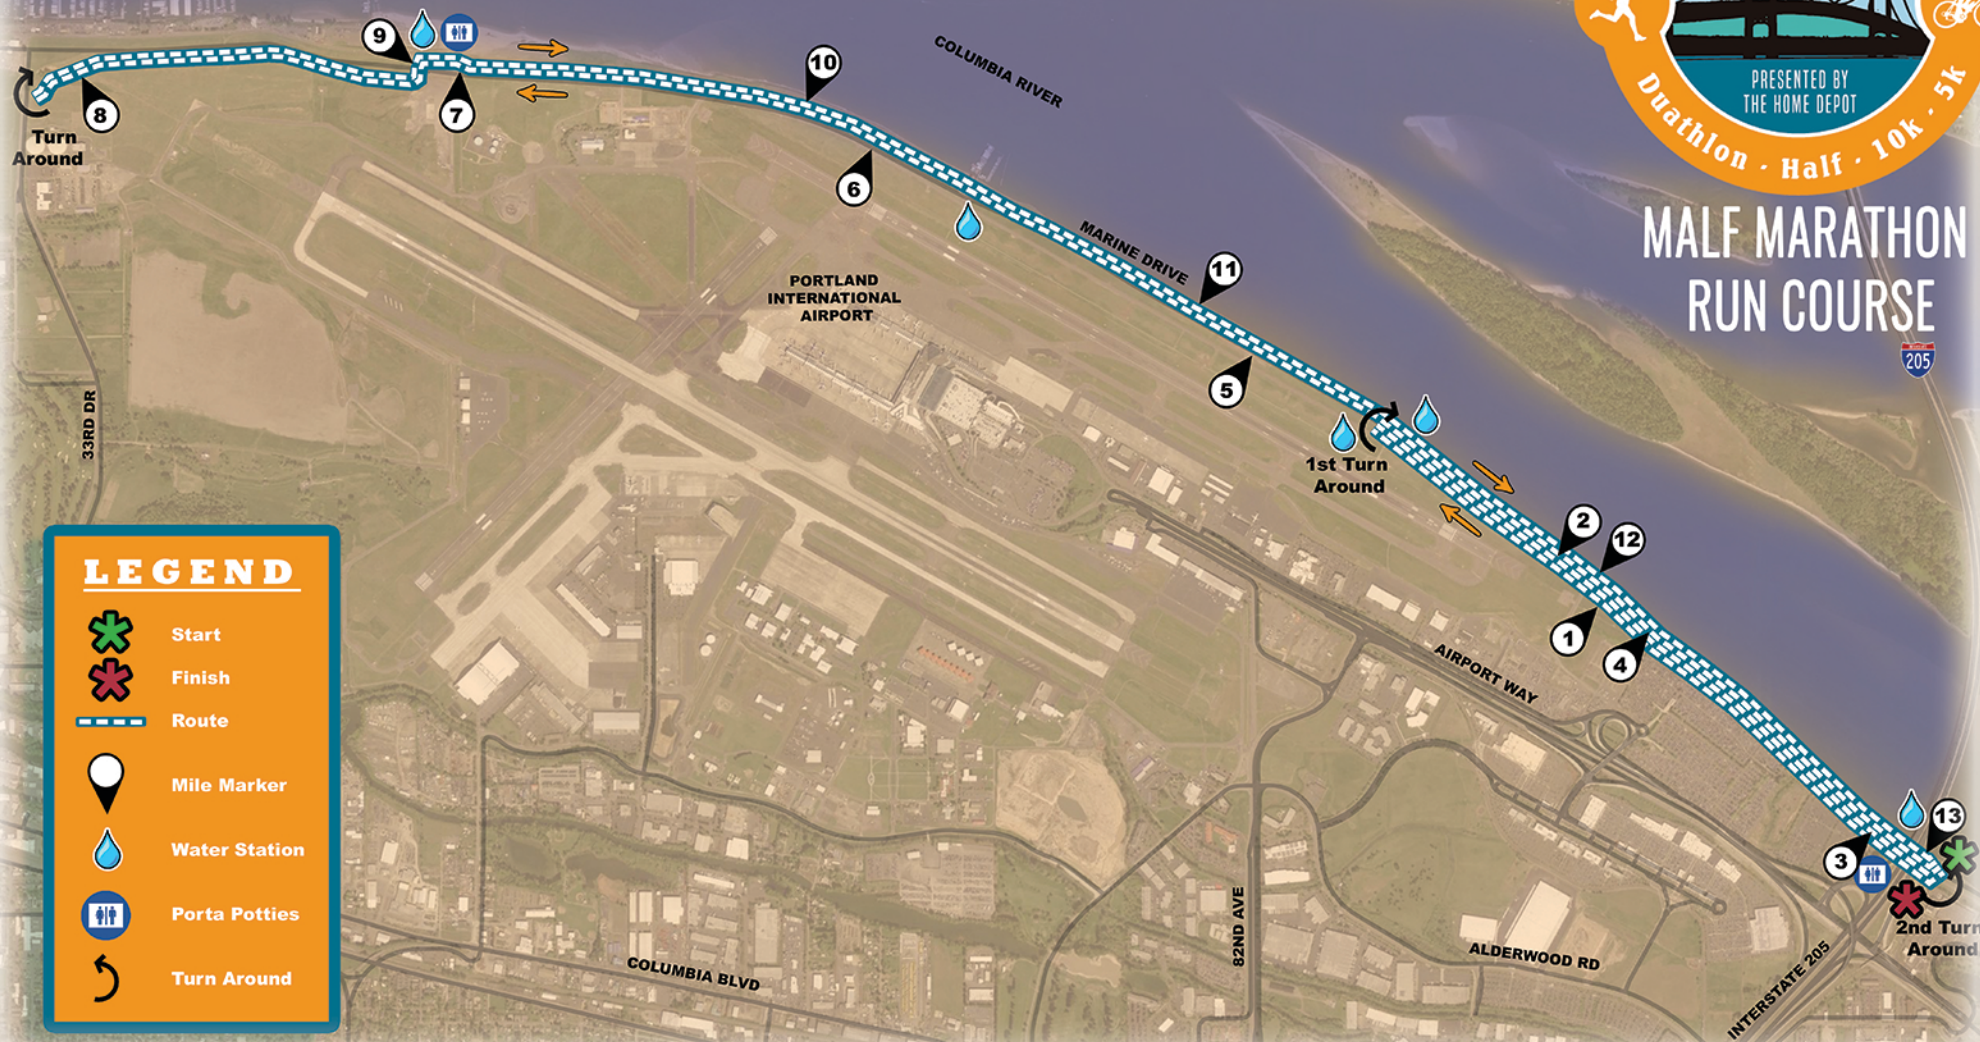 PRESENTED BY
THE HOME DEPOT
Duathlon · Half · 10k · 5k
MALF MARATHON
RUN COURSE
205
COLUMBIA RIVER
MARINE DRIVE
PORTLAND
INTERNATIONAL
AIRPORT
9
10
8
7
6
11
5
2
12
1
4
13
3
Turn
Around
1st Turn
Around
2nd Turn
Around
33RD DR
AIRPORT WAY
82ND AVE
ALDERWOOD RD
INTERSTATE 205
COLUMBIA BLVD
LEGEND
Start
Finish
Route
Mile Marker
Water Station
Porta Potties
Turn Around